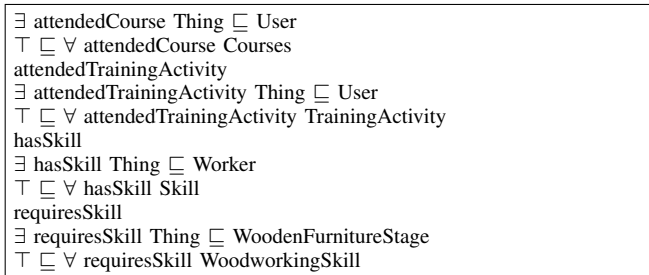 ∃ attendedCourse Thing ⊑ User
⊤ ⊑ ∀ attendedCourse Courses
attendedTrainingActivity
∃ attendedTrainingActivity Thing ⊑ User
⊤ ⊑ ∀ attendedTrainingActivity TrainingActivity
hasSkill
∃ hasSkill Thing ⊑ Worker
⊤ ⊑ ∀ hasSkill Skill
requiresSkill
∃ requiresSkill Thing ⊑ WoodenFurnitureStage
⊤ ⊑ ∀ requiresSkill WoodworkingSkill